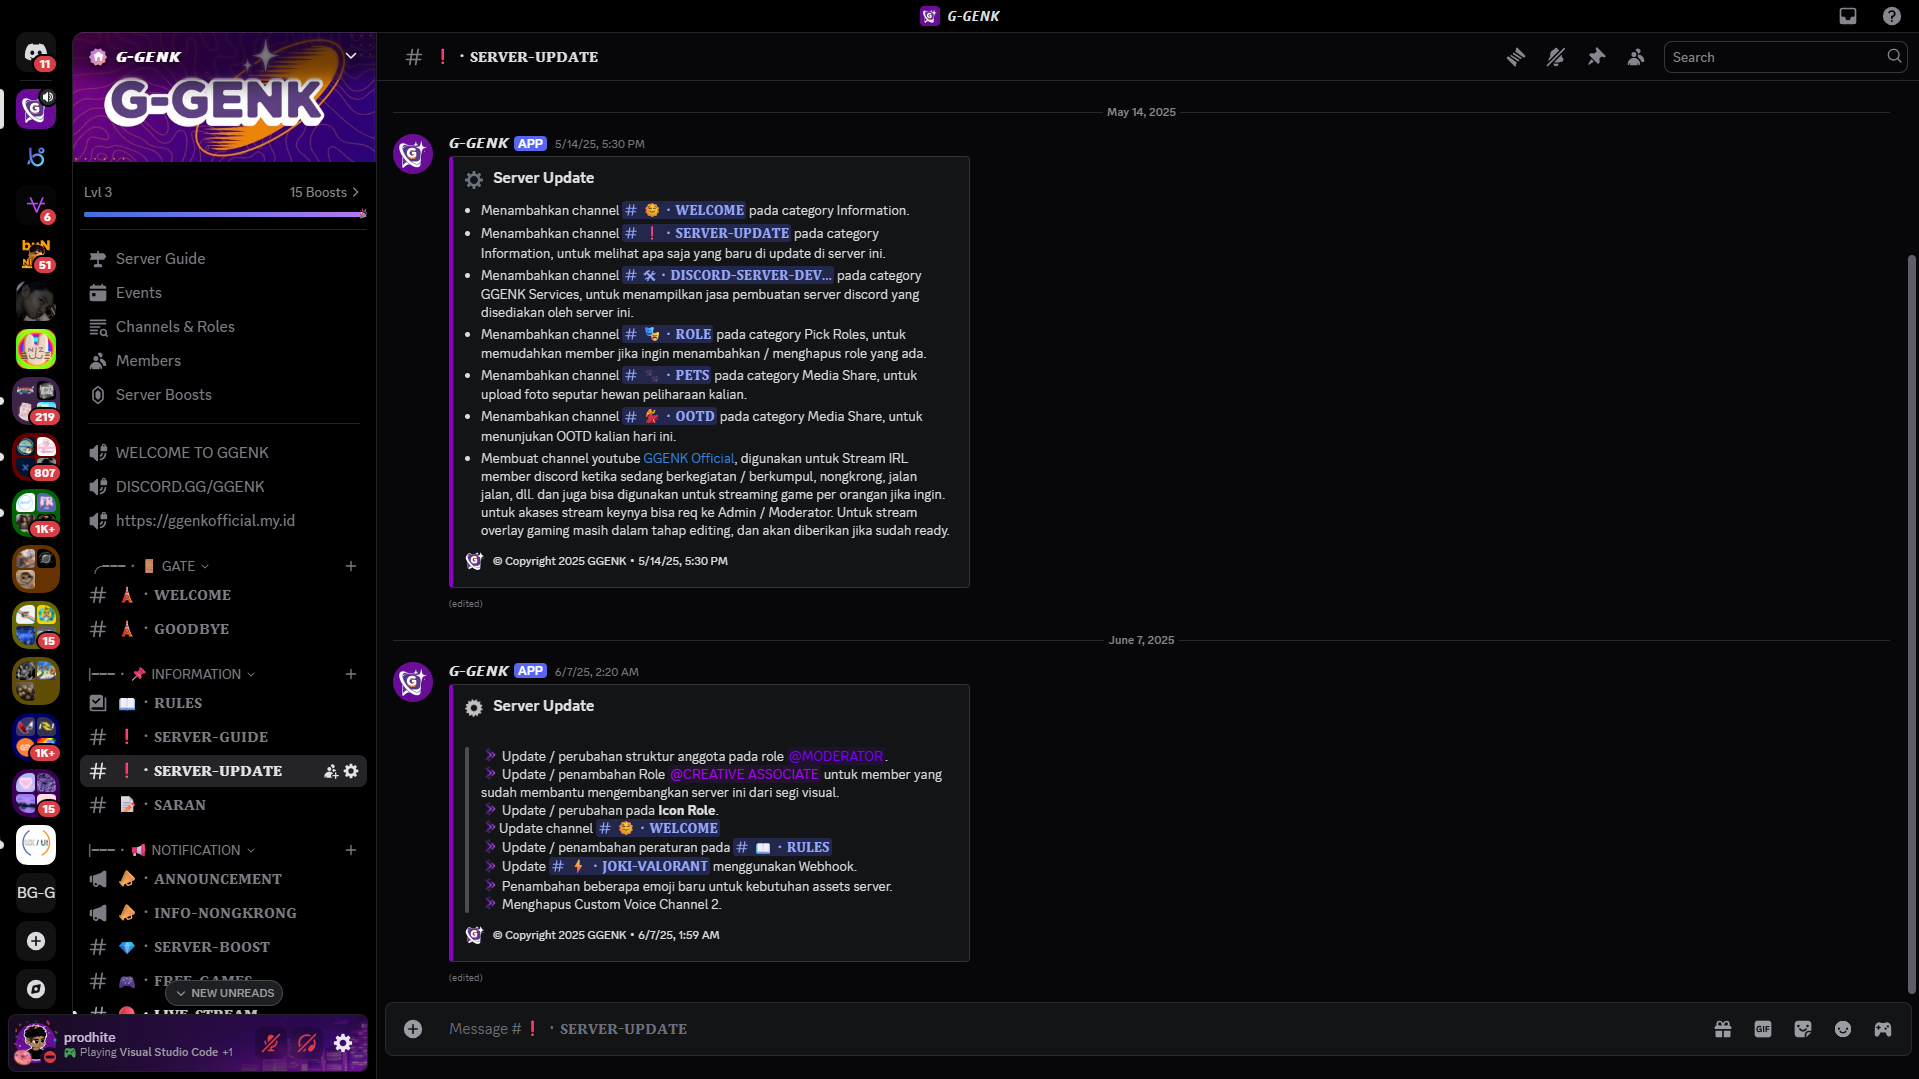 G-GENK
11
G-GENK
G-GENK
Lvl 3
15 Boosts
Server Guide
Events
Channels & Roles
Members
Server Boosts
WELCOME TO GGENK
DISCORD.GG/GGENK
https://ggenkofficial.my.id
╭─── · 🚪 GATE
# 🗼 · WELCOME
# 🗼 · GOODBYE
|─── · 📌 INFORMATION
📖 · RULES
# ❗ · SERVER-GUIDE
# ❗ · SERVER-UPDATE
# 📝 · SARAN
|─── · 📢 NOTIFICATION
📣 · ANNOUNCEMENT
📣 · INFO-NONGKRONG
# 💎 · SERVER-BOOST
# 🎮 · FREE-GAMES
# 🔴 · LIVE-STREAM
NEW UNREADS
6
51
219
807
1K+
15
1K+
15
BG-G
prodhite
Playing Visual Studio Code +1
# ❗ · SERVER-UPDATE
Search
May 14, 2025
G-GENK APP 5/14/25, 5:30 PM
Server Update
• Menambahkan channel # 🌞 · WELCOME pada category Information.
• Menambahkan channel # ❗ · SERVER-UPDATE pada category
Information, untuk melihat apa saja yang baru di update di server ini.
• Menambahkan channel # 🛠 · DISCORD-SERVER-DEV... pada category
GGENK Services, untuk menampilkan jasa pembuatan server discord yang
disediakan oleh server ini.
• Menambahkan channel # 🎭 · ROLE pada category Pick Roles, untuk
memudahkan member jika ingin menambahkan / menghapus role yang ada.
• Menambahkan channel # 🐾 · PETS pada category Media Share, untuk
upload foto seputar hewan peliharaan kalian.
• Menambahkan channel # 💃 · OOTD pada category Media Share, untuk
menunjukan OOTD kalian hari ini.
• Membuat channel youtube GGENK Official, digunakan untuk Stream IRL
member discord ketika sedang berkegiatan / berkumpul, nongkrong, jalan
jalan, dll. dan juga bisa digunakan untuk streaming game per orangan jika ingin.
untuk akases stream keynya bisa req ke Admin / Moderator. Untuk stream
overlay gaming masih dalam tahap editing, dan akan diberikan jika sudah ready.
© Copyright 2025 GGENK • 5/14/25, 5:30 PM
(edited)
June 7, 2025
G-GENK APP 6/7/25, 2:20 AM
Server Update
Update / perubahan struktur anggota pada role @MODERATOR.
Update / penambahan Role @CREATIVE ASSOCIATE untuk member yang
sudah membantu mengembangkan server ini dari segi visual.
Update / perubahan pada Icon Role.
Update channel # 🌞 · WELCOME
Update / penambahan peraturan pada # 📖 · RULES
Update # ⚡ · JOKI-VALORANT menggunakan Webhook.
Penambahan beberapa emoji baru untuk kebutuhan assets server.
Menghapus Custom Voice Channel 2.
© Copyright 2025 GGENK • 6/7/25, 1:59 AM
(edited)
Message # ❗ · SERVER-UPDATE
GIF